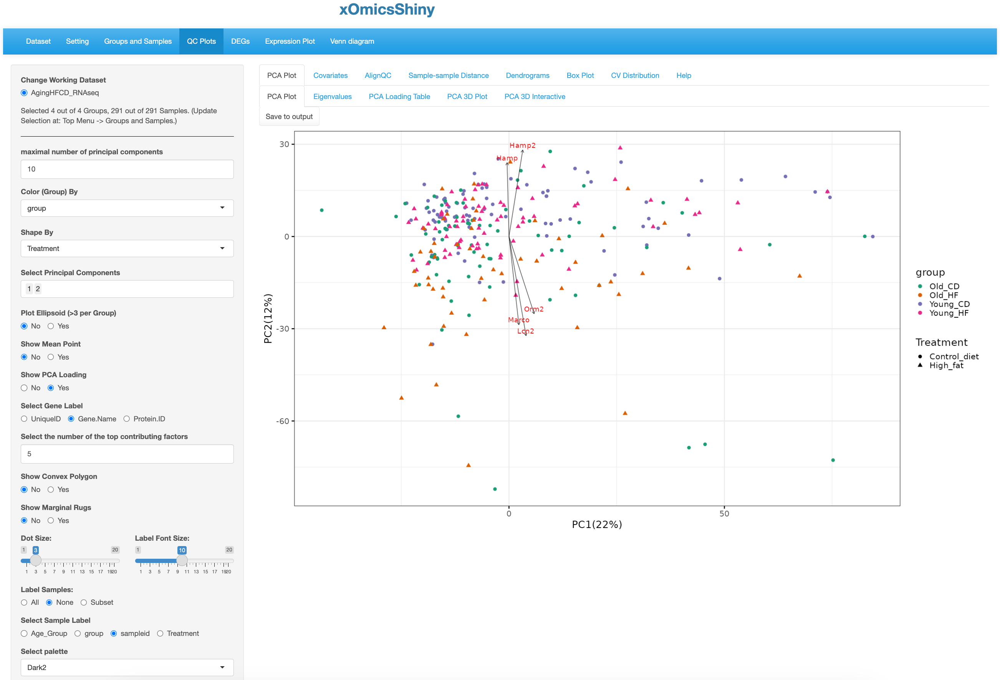 xOmicsShiny
Dataset Setting Groups and Samples QC Plots DEGs Expression Plot Venn diagram
Change Working Dataset
AgingHFCD_RNAseq
Selected 4 out of 4 Groups, 291 out of 291 Samples. (Update
Selection at: Top Menu -> Groups and Samples.)
maximal number of principal components
10
Color (Group) By
group
Shape By
Treatment
Select Principal Components
1 2
Plot Ellipsoid (>3 per Group)
No Yes
Show Mean Point
No Yes
Show PCA Loading
No Yes
Select Gene Label
UniqueID Gene.Name Protein.ID
Select the number of the top contributing factors
5
Show Convex Polygon
No Yes
Show Marginal Rugs
No Yes
Dot Size: Label Font Size:
1 3 20 1 10 20
1 3 5 7 9 11 13 15 17 19 20 1 3 5 7 9 11 13 15 17 19 20
Label Samples:
All None Subset
Select Sample Label
Age_Group group sampleid Treatment
Select palette
Dark2
PCA Plot Covariates AlignQC Sample-sample Distance Dendrograms Box Plot CV Distribution Help
PCA Plot Eigenvalues PCA Loading Table PCA 3D Plot PCA 3D Interactive
Save to output
30
0
-30
-60
PC2(12%)
Hamp2
Hamp
Orm2
Marco
Lcn2
0 50
PC1(22%)
group
Old_CD
Old_HF
Young_CD
Young_HF
Treatment
Control_diet
High_fat